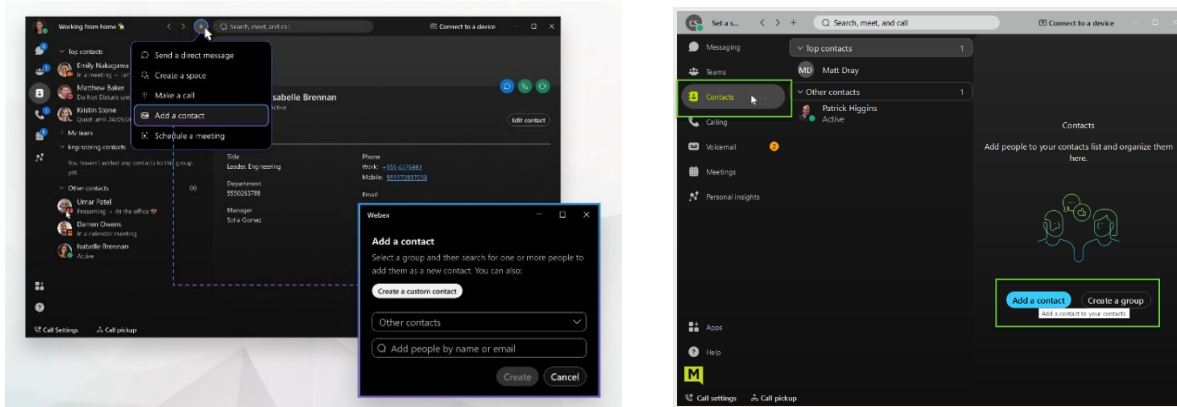 Working from home
Search, meet, and call
Connect to a device
Top contacts
Emily Nakagawa
In a meeting
Matthew Baker
Do Not Disturb
Kristin Stone
Quiet until
My team
Engineering contacts
You haven't added any contacts to this group
yet.
Other contacts
Umar Patel
Presenting • At the office
Darren Owens
In a calendar meeting
Isabelle Brennan
Active
Call Settings
Call pickup
Send a direct message
Create a space
Make a call
Add a contact
Schedule a meeting
sabelle Brennan
Edit contact
Title
Leader, Engineering
Department
5550263788
Manager
Sofia Gomez
Phone
Work:
Mobile:
Email
Webex
Add a contact
Select a group and then search for one or more people to
add them as a new contact. You can also:
Create a custom contact
Other contacts
Add people by name or email
Create
Cancel
CS
Set a s...
Search, meet, and call
Connect to a device
Messaging
Teams
Contacts
Calling
Voicemail
2
Meetings
Personal insights
Apps
Help
M
Call settings
Call pickup
Top contacts 1
MD Matt Dray
Other contacts 1
Patrick Higgins
Active
Contacts
Add people to your contacts list and organize them
here.
Add a contact
Create a group
Add a contact to your contacts